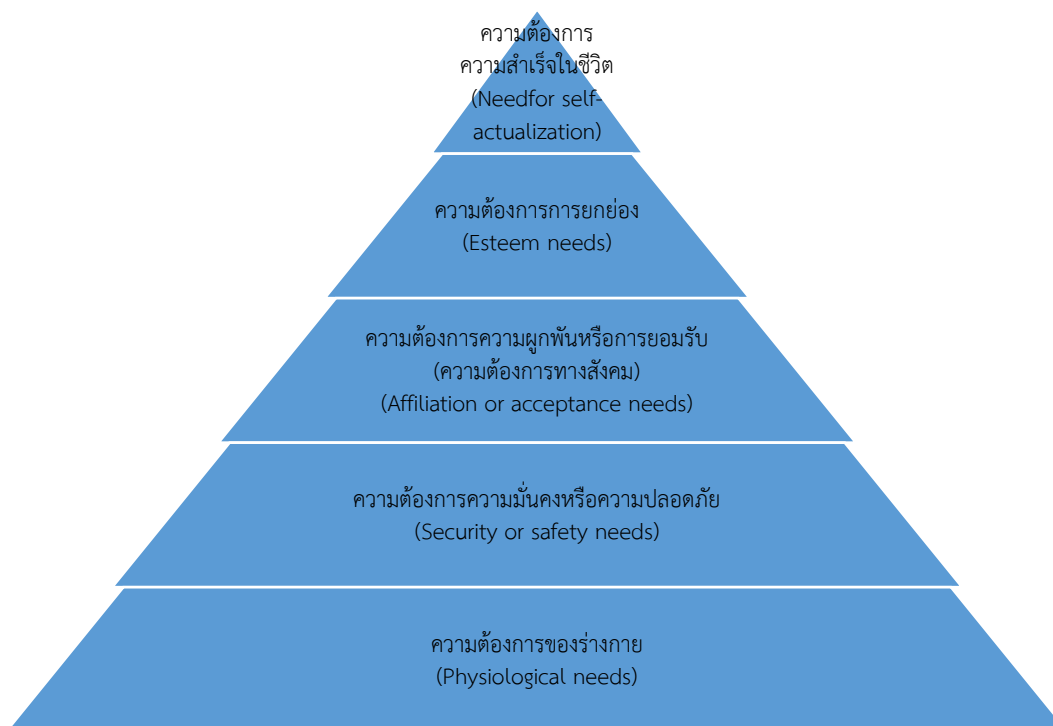 ความต้องการ
ความสำเร็จในชีวิต
(Needfor self-
actualization)
ความต้องการการยกย่อง
(Esteem needs)
ความต้องการความผูกพันหรือการยอมรับ
(ความต้องการทางสังคม)
(Affiliation or acceptance needs)
ความต้องการความมั่นคงหรือความปลอดภัย
(Security or safety needs)
ความต้องการของร่างกาย
(Physiological needs)